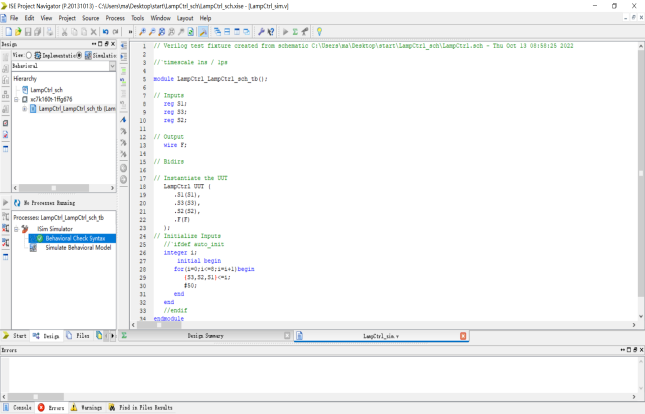 ISE Project Navigator (P.20131013) - C:\Users\ma\Desktop\start\LampCtrl_sch\LampCtrl_sch.xise - [LampCtrl_sim.v]
File Edit View Project Source Process Tools Window Layout Help
Design
View: Implementation Simulatio
Behavioral
Hierarchy
LampCtrl_sch
xc7k160t-1ffg676
LampCtrl_LampCtrl_sch_tb (Lam
No Processes Running
Processes: LampCtrl_LampCtrl_sch_tb
ISim Simulator
Behavioral Check Syntax
Simulate Behavioral Model
1 // Verilog test fixture created from schematic C:\Users\ma\Desktop\start\LampCtrl_sch\LampCtrl.sch - Thu Oct 13 08:50:25 2022
2
3 //`timescale 1ns / 1ps
4
5 module LampCtrl_LampCtrl_sch_tb();
6
7 // Inputs
8 reg S1;
9 reg S3;
10 reg S2;
11
12 // Output
13 wire F;
14
15 // Bidirs
16
17 // Instantiate the UUT
18 LampCtrl UUT (
19 .S1(S1),
20 .S3(S3),
21 .S2(S2),
22 .F(F)
23 );
24 // Initialize Inputs
25 //`ifdef auto_init
26 integer i;
27 initial begin
28 for(i=0;i<=8;i=i+1)begin
29 {S3,S2,S1}<=i;
30 #50;
31 end
32 end
33 //endif
34 endmodule
Start Design Files
Design Summary
LampCtrl_sim.v
Errors
Console Errors Warnings Find in Files Results